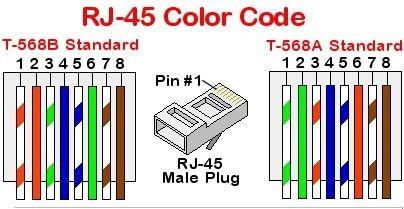 RJ-45 Color Code
T-568B Standard
1 2 3 4 5 6 7 8
Pin #1
RJ-45
Male Plug
T-568A Standard
1 2 3 4 5 6 7 8